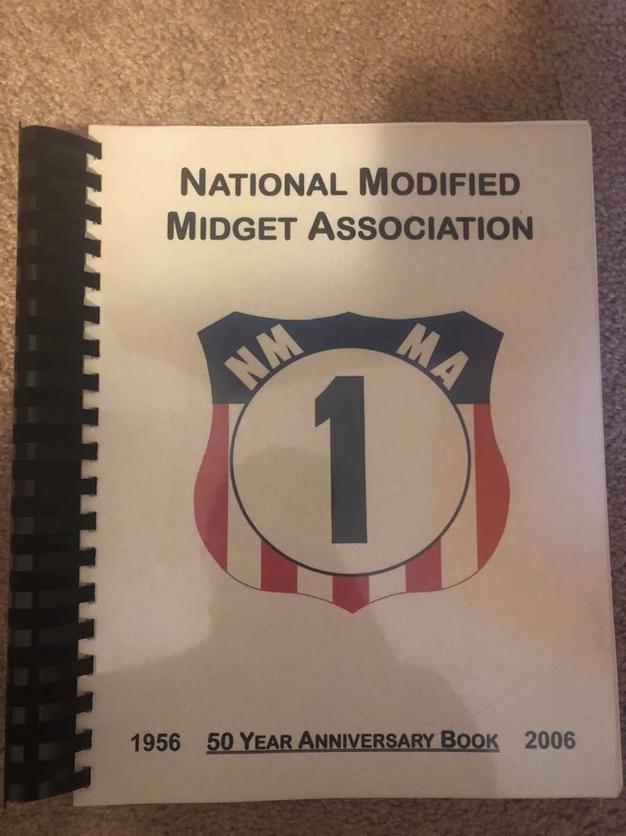 NATIONAL MODIFIED
MIDGET ASSOCIATION
NM MA
1
1956 50 YEAR ANNIVERSARY BOOK 2006